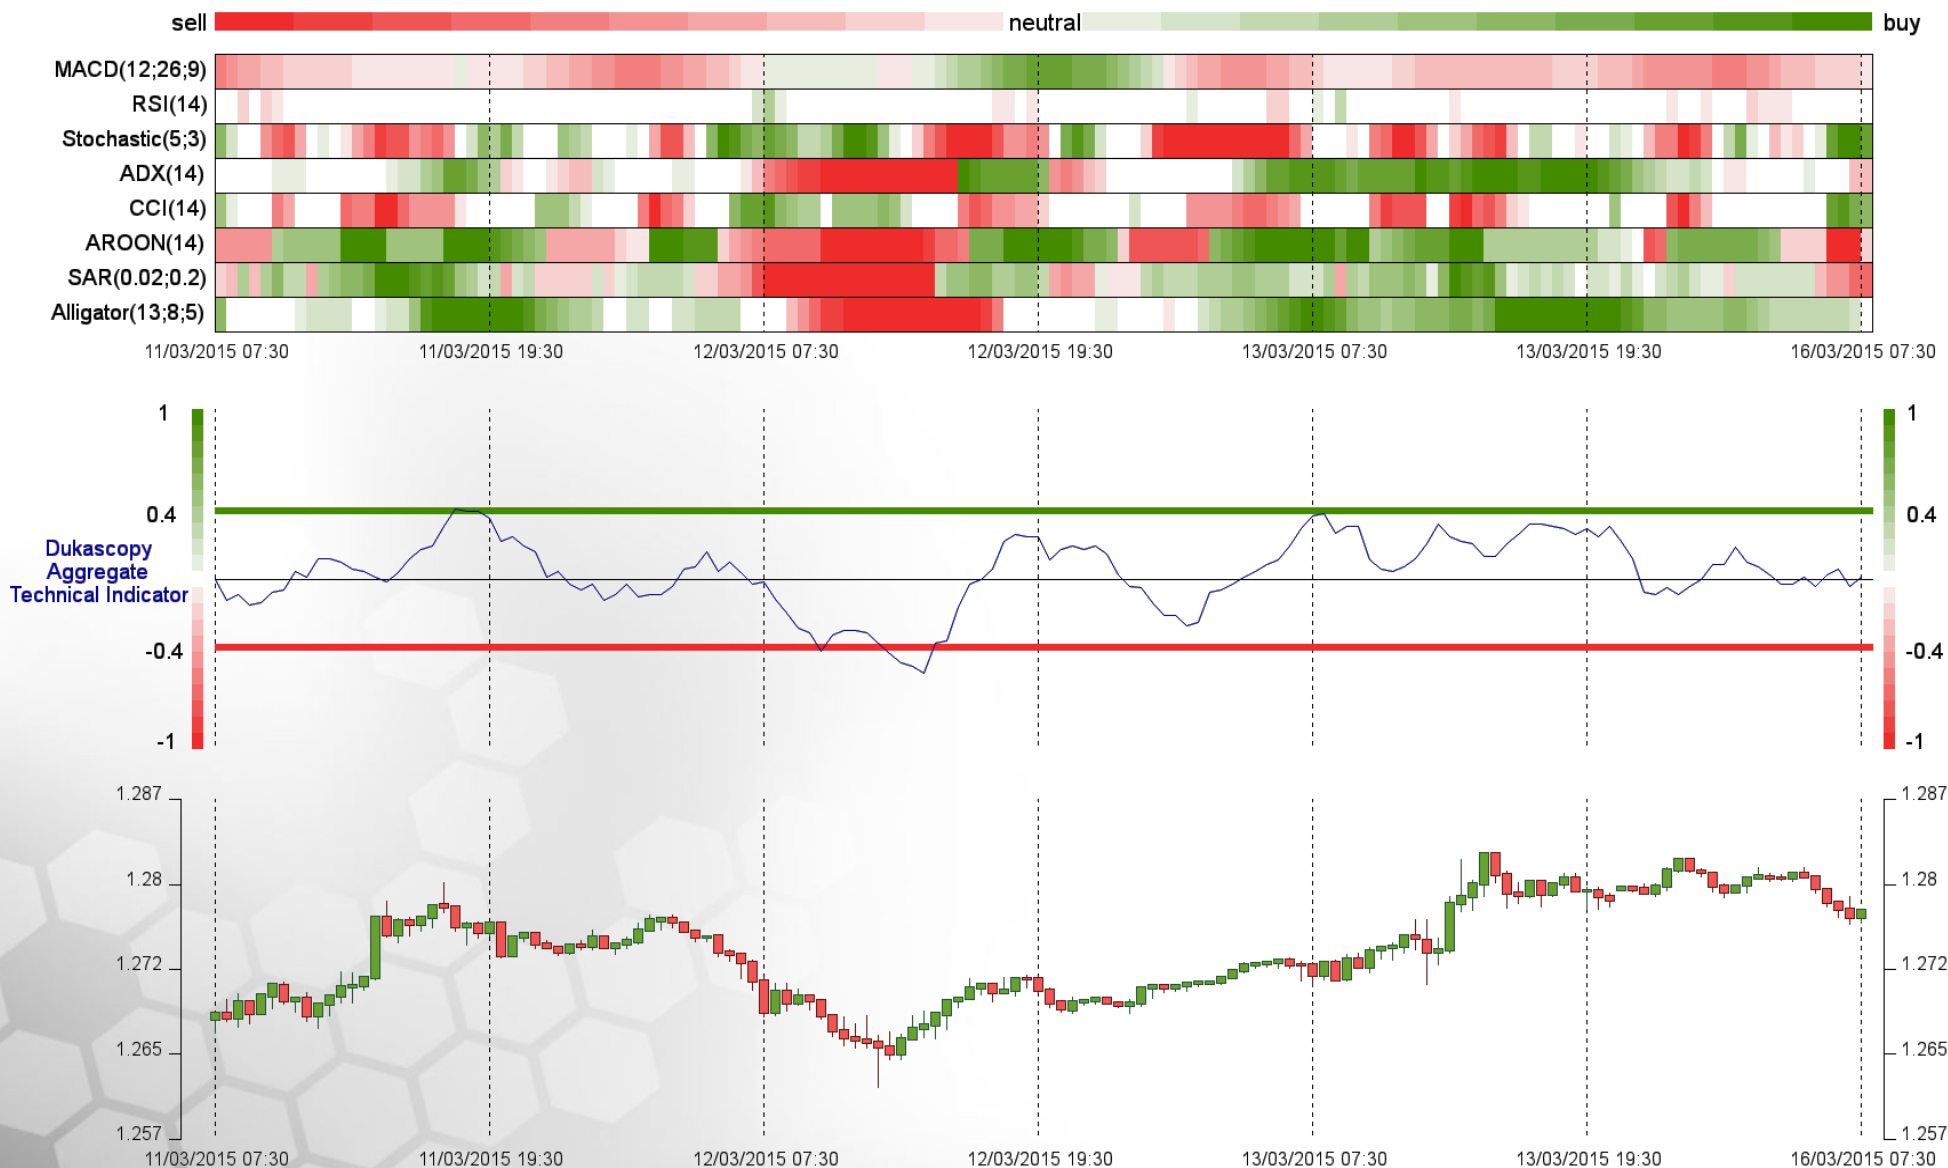 sell neutral buy
MACD(12;26;9)
RSI(14)
Stochastic(5;3)
ADX(14)
CCI(14)
AROON(14)
SAR(0.02;0.2)
Alligator(13;8;5)
11/03/2015 07:30 11/03/2015 19:30 12/03/2015 07:30 12/03/2015 19:30 13/03/2015 07:30 13/03/2015 19:30 16/03/2015 07:30
1 1
0.4 0.4
Dukascopy
Aggregate
Technical Indicator
-0.4 -0.4
-1 -1
1.287 1.287
1.28 1.28
1.272 1.272
1.265 1.265
1.257 1.257
11/03/2015 07:30 11/03/2015 19:30 12/03/2015 07:30 12/03/2015 19:30 13/03/2015 07:30 13/03/2015 19:30 16/03/2015 07:30